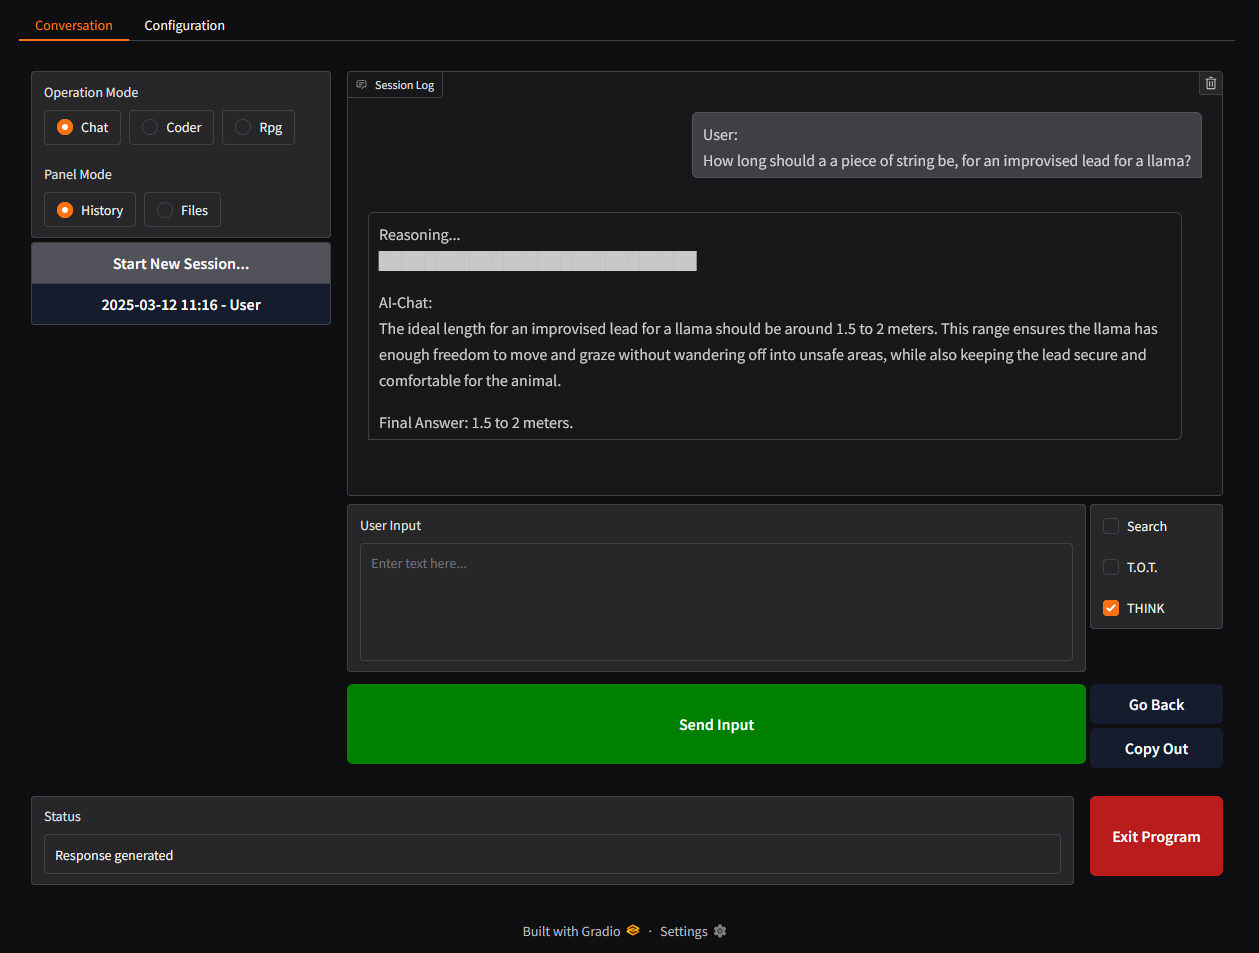 Conversation
Configuration
Operation Mode
Chat
Coder
Rpg
Panel Mode
History
Files
Start New Session...
2025-03-12 11:16 - User
Session Log
User:
How long should a a piece of string be, for an improvised lead for a llama?
Reasoning...
AI-Chat:
The ideal length for an improvised lead for a llama should be around 1.5 to 2 meters. This range ensures the llama has
enough freedom to move and graze without wandering off into unsafe areas, while also keeping the lead secure and
comfortable for the animal.
Final Answer: 1.5 to 2 meters.
User Input
Enter text here...
Search
T.O.T.
THINK
Send Input
Go Back
Copy Out
Status
Response generated
Exit Program
Built with Gradio · Settings